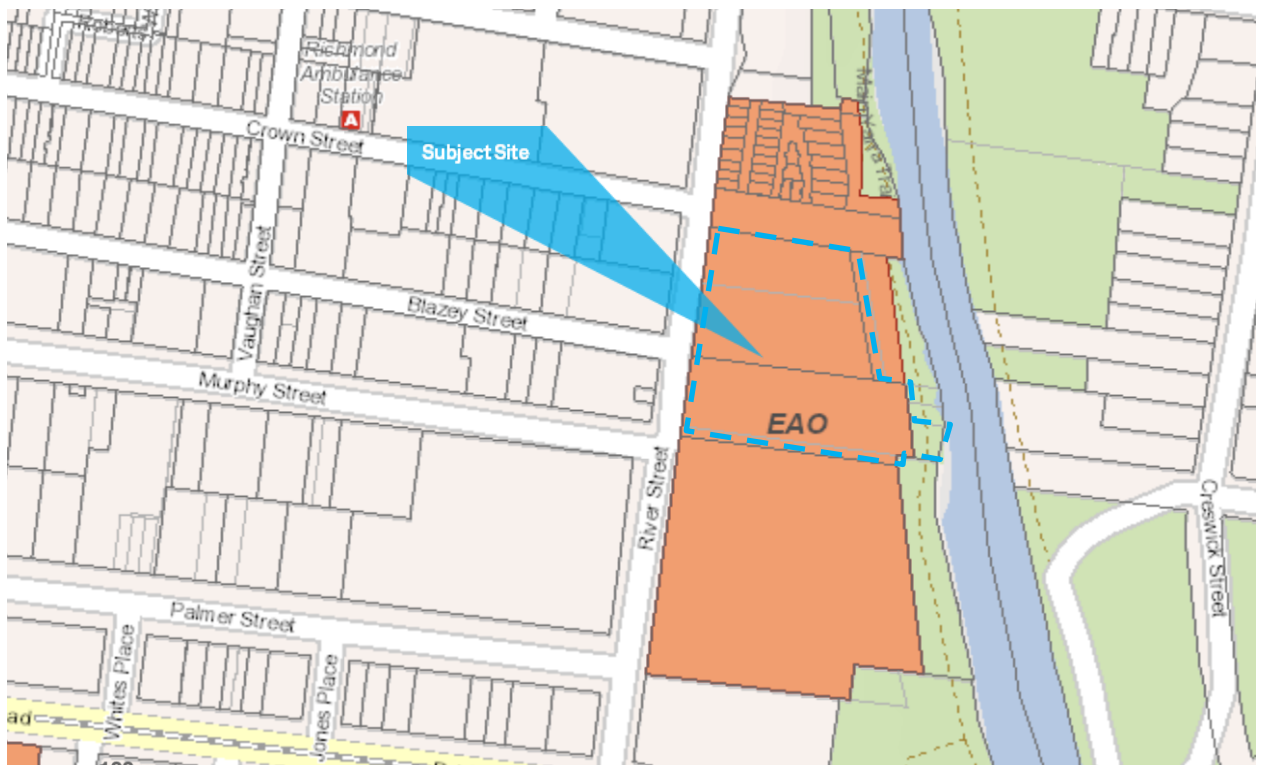 Richmond
Ambulance
Station
A
Crown Street
Subject Site
Vaughan Street
Blazey Street
Murphy Street
EAO
River Street
Creswick Street
Palmer Street
Whites Place
Jones Place
ad